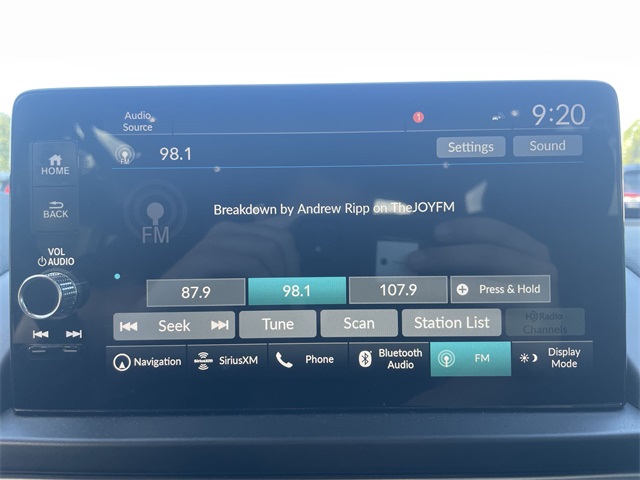 Audio
Source
1
9:20
FM
98.1
Settings
Sound
HOME
BACK
Breakdown by Andrew Ripp on TheJOYFM
FM
VOL
AUDIO
87.9
98.1
107.9
Press & Hold
Seek
Tune
Scan
Station List
HD Radio
Channels
Navigation
SiriusXM
Phone
Bluetooth
Audio
FM
Display
Mode